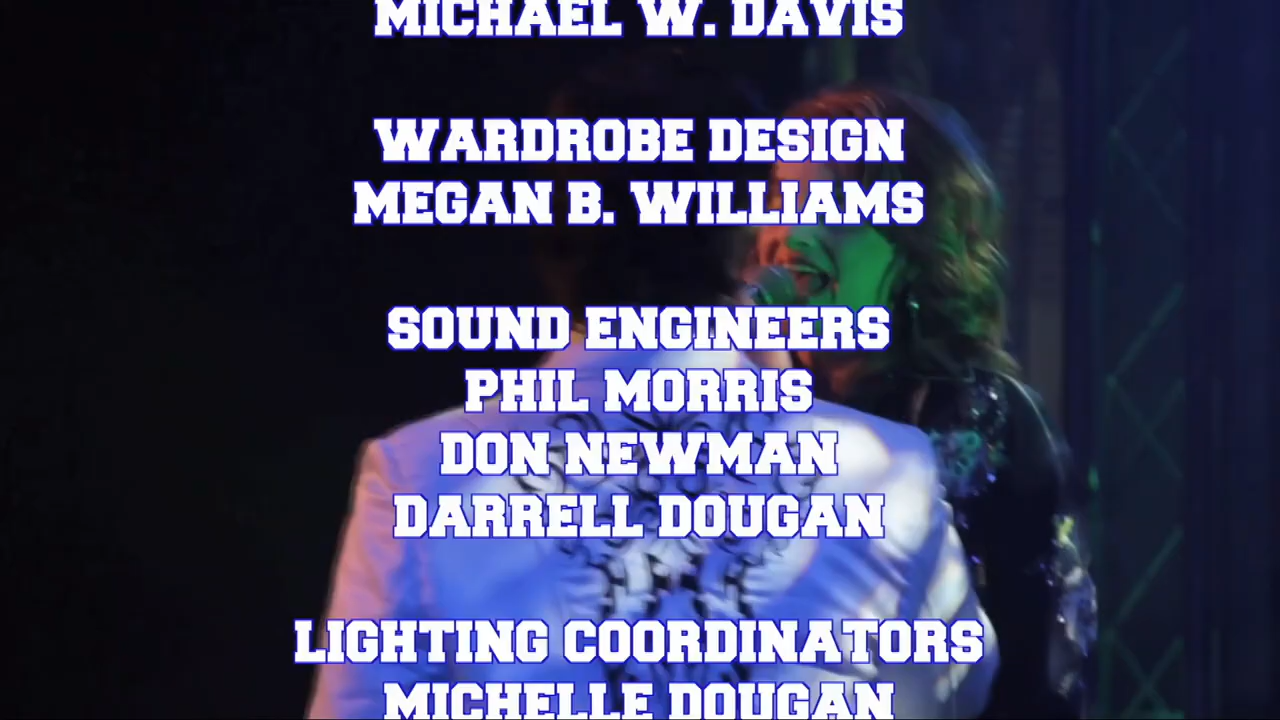 MICHAEL W. DAVIS
WARDROBE DESIGN
MEGAN B. WILLIAMS
SOUND ENGINEERS
PHIL MORRIS
DON NEWMAN
DARRELL DOUGAN
LIGHTING COORDINATORS
MICHELLE DOUGAN